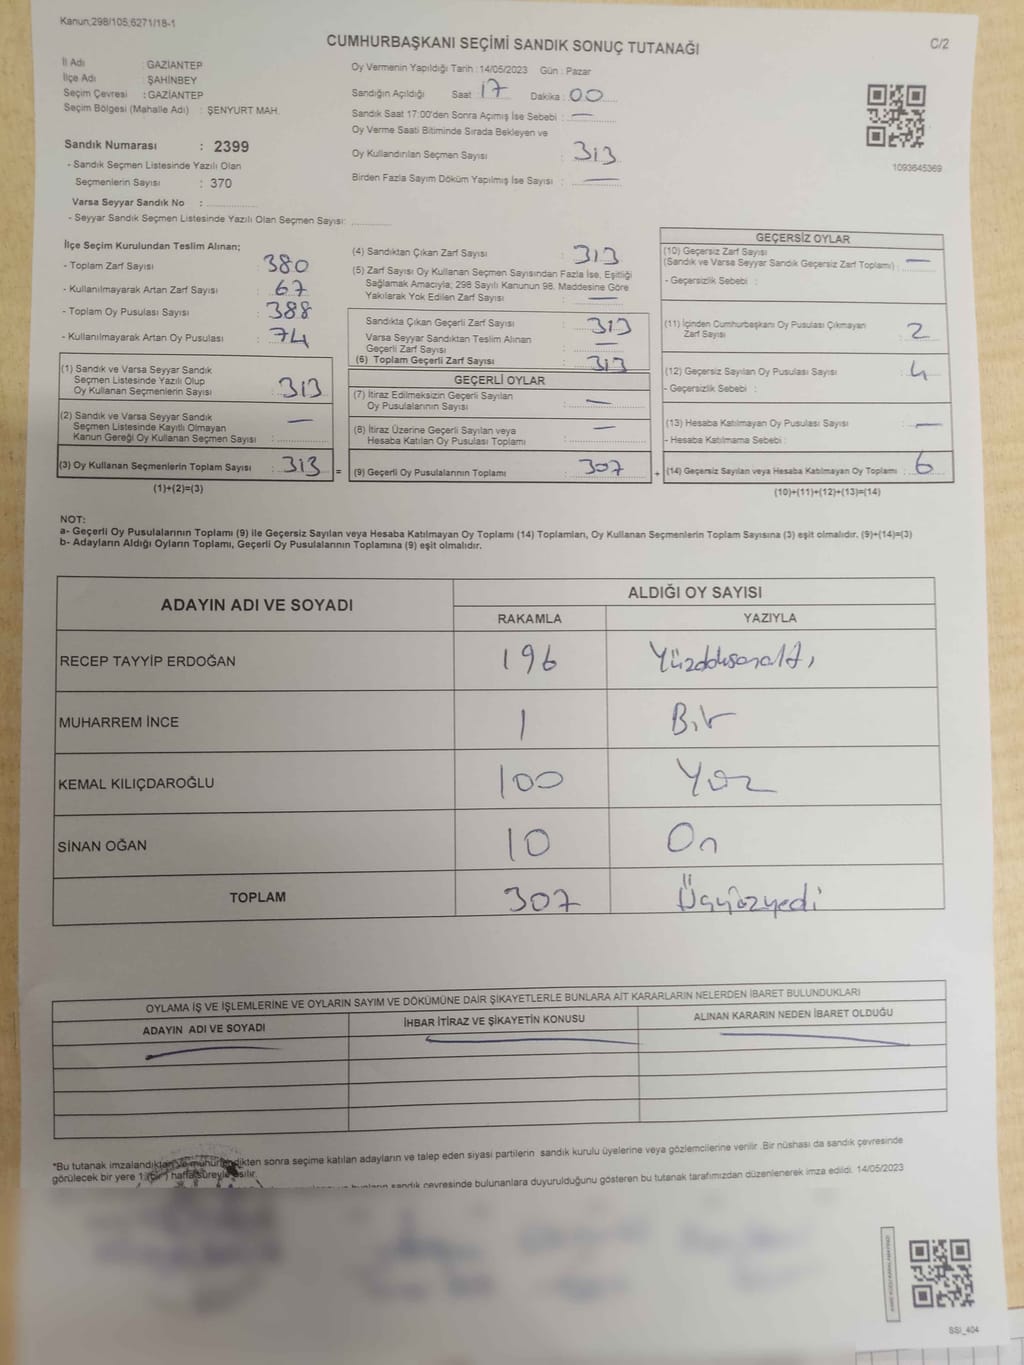 Kanun,298/105,6271/18-1
CUMHURBAŞKANI SEÇİMİ SANDIK SONUÇ TUTANAĞI
C/2
İl Adı : GAZİANTEP
İlçe Adı : ŞAHİNBEY
Seçim Çevresi : GAZİANTEP
Seçim Bölgesi (Mahalle Adı) : ŞENYURT MAH.
Sandık Numarası : 2399
- Sandık Seçmen Listesinde Yazılı Olan
Seçmenlerin Sayısı : 370
Varsa Seyyar Sandık No :
- Seyyar Sandık Seçmen Listesinde Yazılı Olan Seçmen Sayısı:
Oy Vermenin Yapıldığı Tarih : 14/05/2023 Gün : Pazar
Sandığın Açıldığı Saat 17 Dakika : 00
Sandık Saat 17:00'den Sonra Açımış İse Sebebi : —
Oy Verme Saati Bitiminde Sırada Bekleyen ve
Oy Kullandırılan Seçmen Sayısı : 313
Birden Fazla Sayım Döküm Yapılmış İse Sayısı : —
1093645369
İlçe Seçim Kurulundan Teslim Alınan;
- Toplam Zarf Sayısı : 380
- Kullanılmayarak Artan Zarf Sayısı : 67
- Toplam Oy Pusulası Sayısı : 388
- Kullanılmayarak Artan Oy Pusulası : 74
(1) Sandık ve Varsa Seyyar Sandık
Seçmen Listesinde Yazılı Olup
Oy Kullanan Seçmenlerin Sayısı : 313
(2) Sandık ve Varsa Seyyar Sandık
Seçmen Listesinde Kayıtlı Olmayan
Kanun Gereği Oy Kullanan Seçmen Sayısı : —
(3) Oy Kullanan Seçmenlerin Toplam Sayısı : 313 =
(1)+(2)=(3)
(4) Sandıktan Çıkan Zarf Sayısı : 313
(5) Zarf Sayısı Oy Kullanan Seçmen Sayısından Fazla İse, Eşitliği
Sağlamak Amacıyla, 298 Sayılı Kanunun 98. Maddesine Göre
Yakılarak Yok Edilen Zarf Sayısı : —
Sandıkta Çıkan Geçerli Zarf Sayısı : 313
Varsa Seyyar Sandıktan Teslim Alınan
Geçerli Zarf Sayısı : —
(6) Toplam Geçerli Zarf Sayısı : 313
GEÇERLİ OYLAR
(7) İtiraz Edilmeksizin Geçerli Sayılan
Oy Pusulalarının Sayısı : —
(8) İtiraz Üzerine Geçerli Sayılan veya
Hesaba Katılan Oy Pusulası Toplamı : —
(9) Geçerli Oy Pusulalarının Toplamı : 307 +
GEÇERSİZ OYLAR
(10) Geçersiz Zarf Sayısı
(Sandık ve Varsa Seyyar Sandık Geçersiz Zarf Toplamı) : —
- Geçersizlik Sebebi :
(11) İçinden Cumhurbaşkanı Oy Pusulası Çıkmayan
Zarf Sayısı : 2
(12) Geçersiz Sayılan Oy Pusulası Sayısı : 4
- Geçersizlik Sebebi :
(13) Hesaba Katılmayan Oy Pusulası Sayısı : —
- Hesaba Katılmama Sebebi :
(14) Geçersiz Sayılan veya Hesaba Katılmayan Oy Toplamı : 6
(10)+(11)+(12)+(13)=(14)
NOT:
a- Geçerli Oy Pusulalarının Toplamı (9) ile Geçersiz Sayılan veya Hesaba Katılmayan Oy Toplamı (14) Toplamları, Oy Kullanan Seçmenlerin Toplam Sayısına (3) eşit olmalıdır. (9)+(14)=(3)
b- Adayların Aldığı Oyların Toplamı, Geçerli Oy Pusulalarının Toplamına (9) eşit olmalıdır.
ADAYIN ADI VE SOYADI ALDIĞI OY SAYISI
RAKAMLA YAZIYLA
RECEP TAYYİP ERDOĞAN 196
MUHARREM İNCE 1 Bir
KEMAL KILIÇDAROĞLU 100 Yüz
SİNAN OĞAN 10 On
TOPLAM 307 Üçyüzyedi
OYLAMA İŞ VE İŞLEMLERİNE VE OYLARIN SAYIM VE DÖKÜMÜNE DAİR ŞİKAYETLERLE BUNLARA AİT KARARLARIN NELERDEN İBARET BULUNDUKLARI
ADAYIN ADI VE SOYADI İHBAR İTİRAZ VE ŞİKAYETİN KONUSU ALINAN KARARIN NEDEN İBARET OLDUĞU
*Bu tutanak imzalandıktan ve mühürlendikten sonra seçime katılan adayların ve talep eden siyasi partilerin sandık kurulu üyelerine veya gözlemcilerine verilir .Bir nüshası da sandık çevresinde
görülecek bir yere 1 (bir) hafta süreyle asılır.
bunların sandık çevresinde bulunanlara duyurulduğunu gösteren bu tutanak tarafımızdan düzenlenerek imza edildi. 14/05/2023
SSI_404